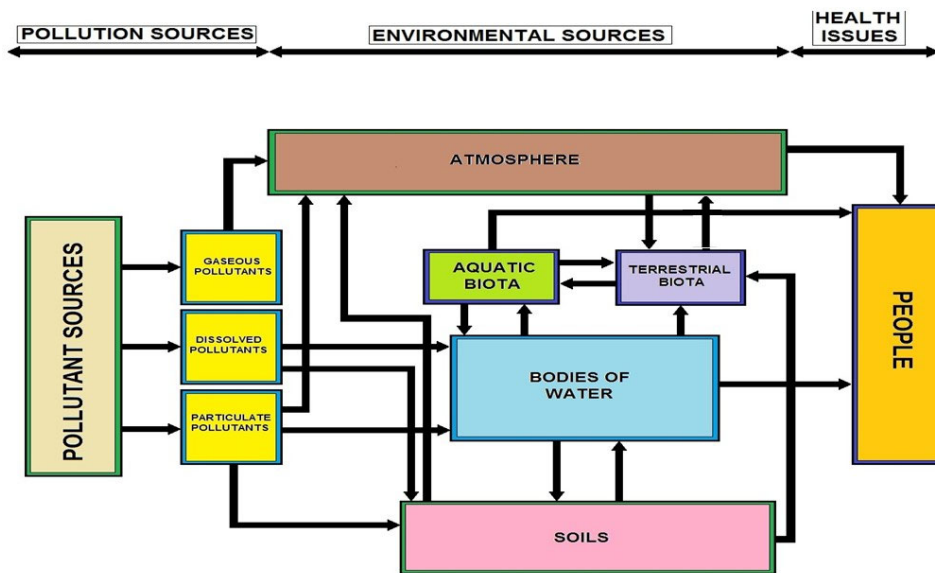 POLLUTION SOURCES
ENVIRONMENTAL SOURCES
HEALTH
ISSUES
ATMOSPHERE
POLLUTANT SOURCES
GASEOUS
POLLUTANTS
DISSOLVED
POLLUTANTS
PARTICULATE
POLLUTANTS
AQUATIC
BIOTA
TERRESTRIAL
BIOTA
BODIES OF
WATER
SOILS
PEOPLE